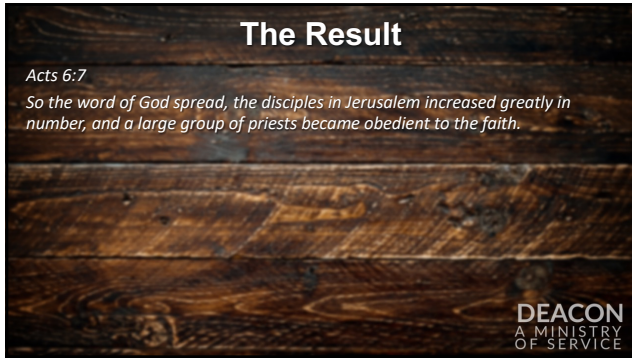 The Result
Acts 6:7
So the word of God spread, the disciples in Jerusalem increased greatly in
number, and a large group of priests became obedient to the faith.
DEACON
A MINISTRY
OF SERVICE